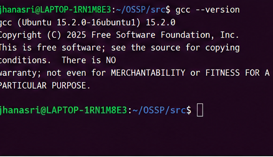 jhanasri@LAPTOP-1RN1M8E3:~/OSSP/src$ gcc --version
gcc (Ubuntu 15.2.0-16ubuntu1) 15.2.0
Copyright (C) 2025 Free Software Foundation, Inc.
This is free software; see the source for copying
conditions.  There is NO
warranty; not even for MERCHANTABILITY or FITNESS FOR A
PARTICULAR PURPOSE.
jhanasri@LAPTOP-1RN1M8E3:~/OSSP/src$